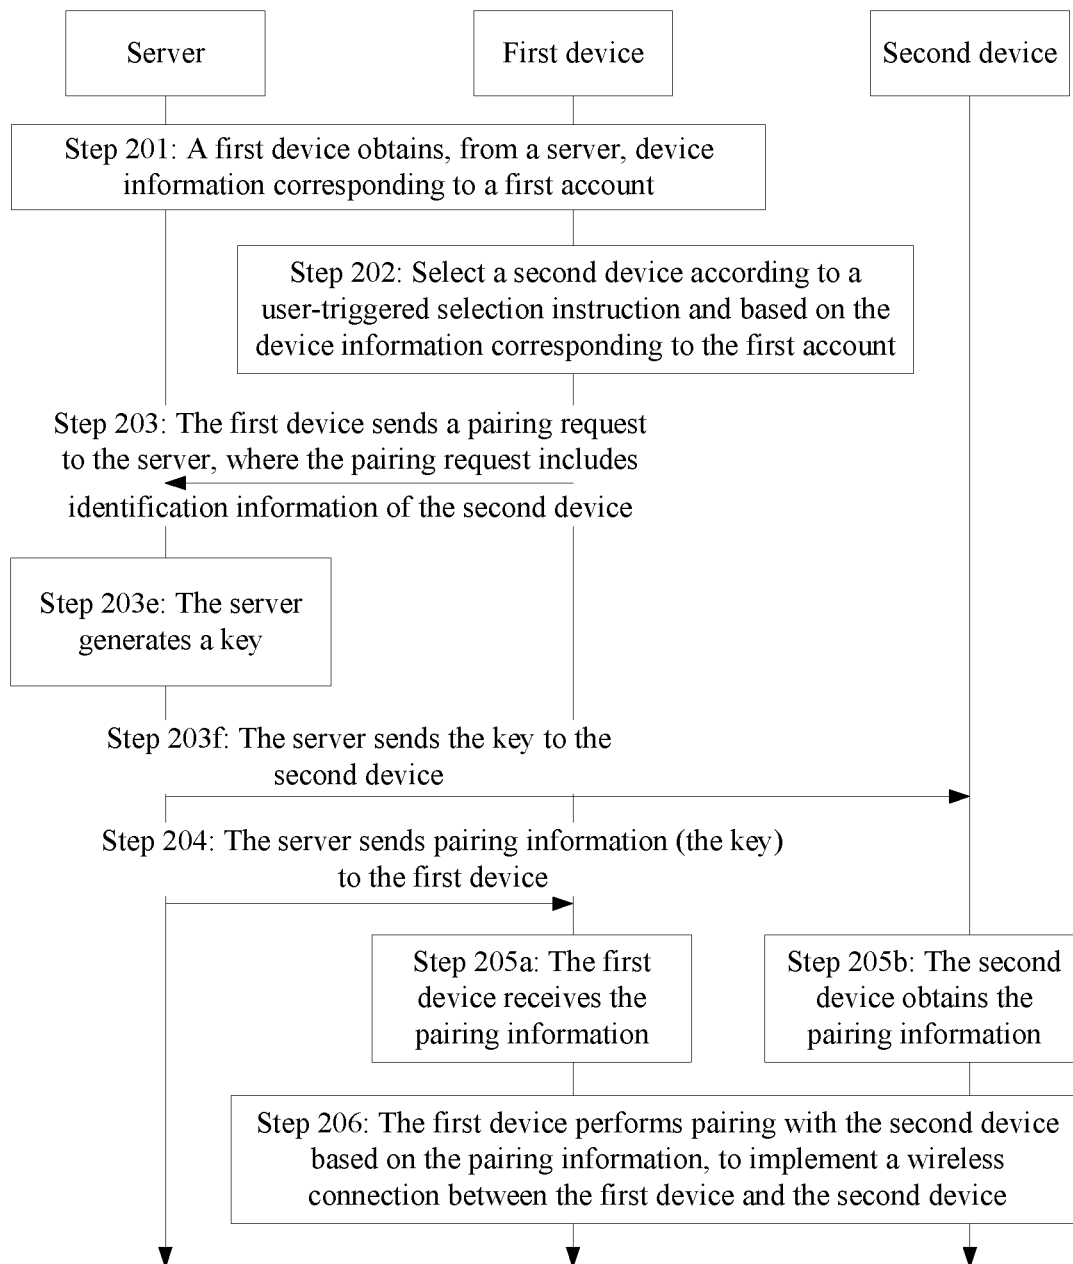 Server
First device
Second device
Step 201: A first device obtains, from a server, device
information corresponding to a first account
Step 202: Select a second device according to a
user-triggered selection instruction and based on the
device information corresponding to the first account
Step 203: The first device sends a pairing request
to the server, where the pairing request includes
identification information of the second device
Step 203e: The server
generates a key
Step 203f: The server sends the key to the
second device
Step 204: The server sends pairing information (the key)
to the first device
Step 205a: The first
device receives the
pairing information
Step 205b: The second
device obtains the
pairing information
Step 206: The first device performs pairing with the second device
based on the pairing information, to implement a wireless
connection between the first device and the second device